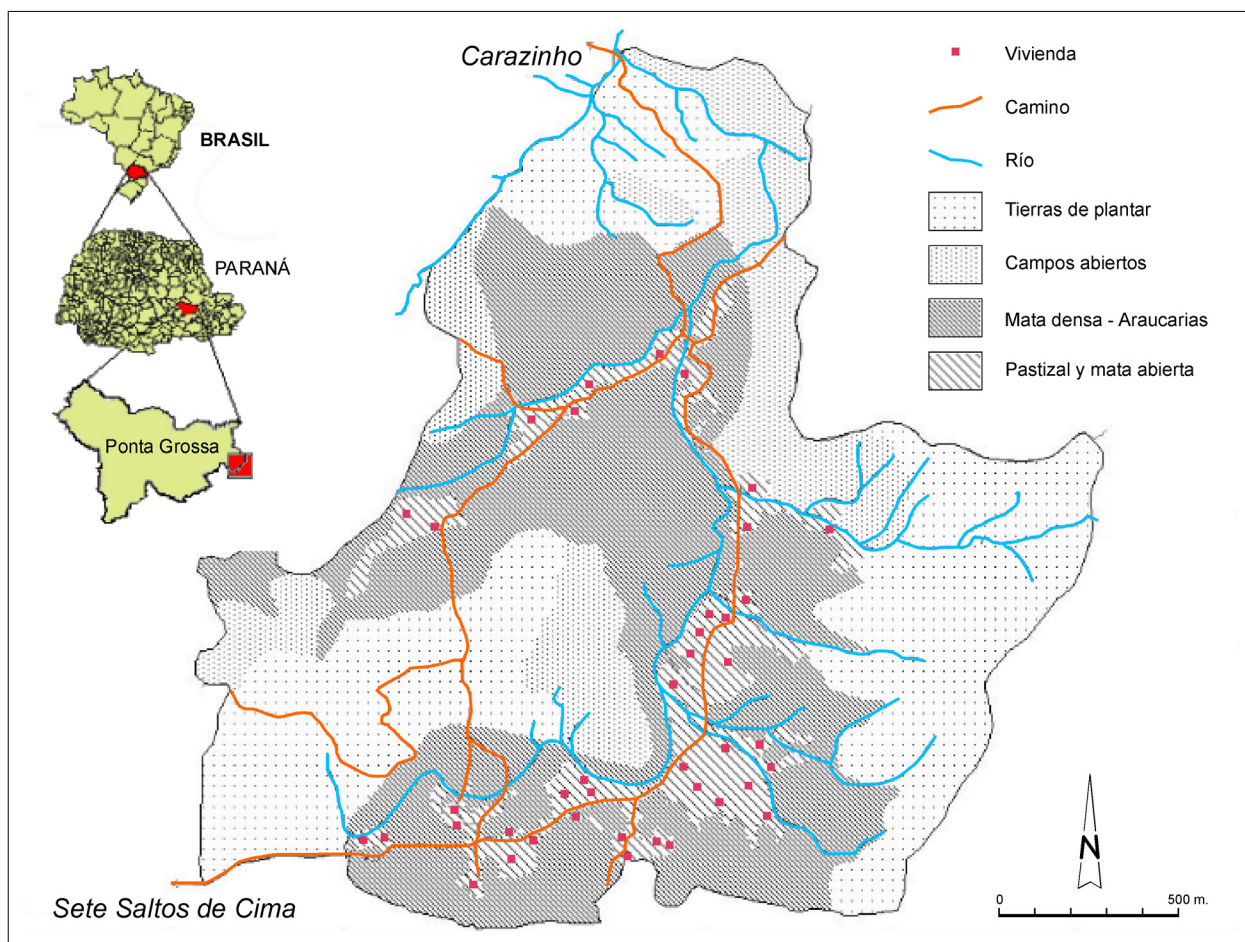 Carazinho
BRASIL
PARANÁ
Ponta Grossa
Vivienda
Camino
Río
Tierras de plantar
Campos abiertos
Mata densa - Araucarias
Pastizal y mata abierta
Sete Saltos de Cima
N
0 500 m.